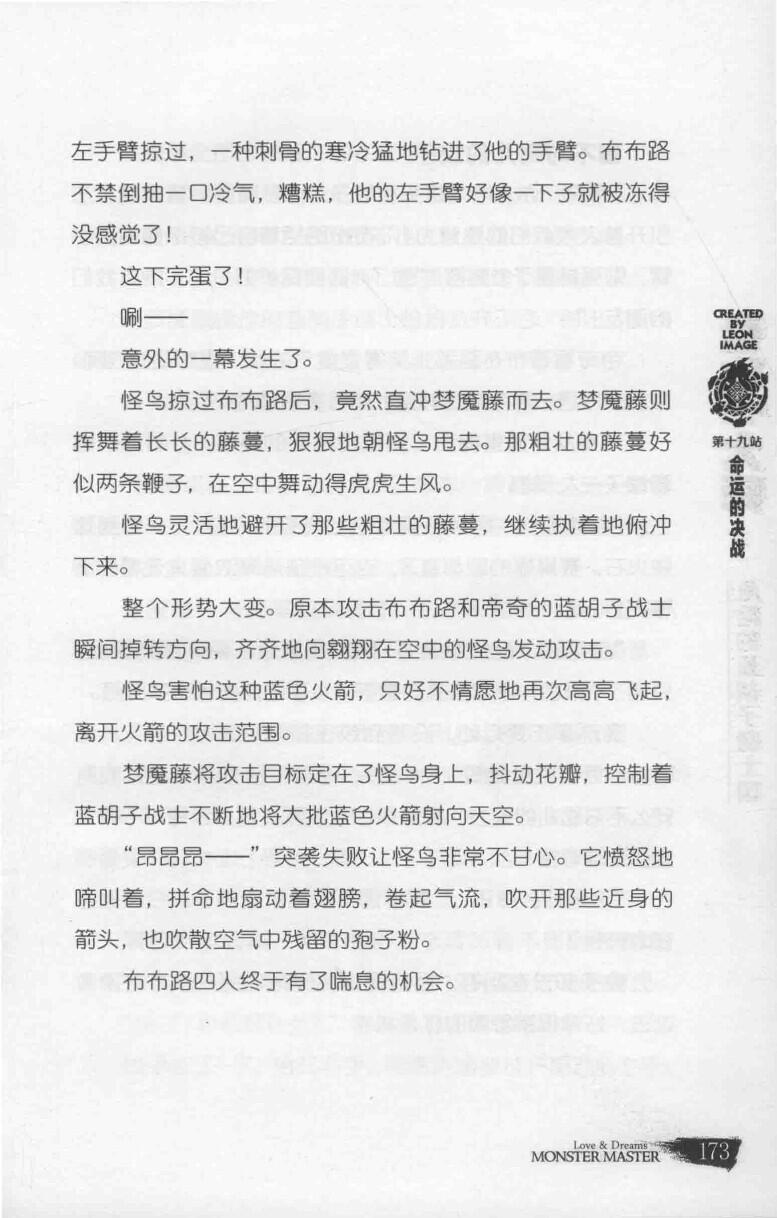 左手臂掠过，一种刺骨的寒冷猛地钻进了他的手臂。布布路
不禁倒抽一口冷气，糟糕，他的左手臂好像一下子就被冻得
没感觉了！
这下完蛋了！
唰——
意外的一幕发生了。
怪鸟掠过布布路后，竟然直冲梦魇藤而去。梦魇藤则
挥舞着长长的藤蔓，狠狠地朝怪鸟甩去。那粗壮的藤蔓好
似两条鞭子，在空中舞动得虎虎生风。
怪鸟灵活地避开了那些粗壮的藤蔓，继续执着地俯冲
下来。
整个形势大变。原本攻击布布路和帝奇的蓝胡子战士
瞬间掉转方向，齐齐地向翱翔在空中的怪鸟发动攻击。
怪鸟害怕这种蓝色火箭，只好不情愿地再次高高飞起，
离开火箭的攻击范围。
梦魇藤将攻击目标定在了怪鸟身上，抖动花瓣，控制着
蓝胡子战士不断地将大批蓝色火箭射向天空。
“昂昂昂——”突袭失败让怪鸟非常不甘心。它愤怒地
啼叫着，拼命地扇动着翅膀，卷起气流，吹开那些近身的
箭头，也吹散空气中残留的孢子粉。
布布路四人终于有了喘息的机会。
CREATED
BY
LEON
IMAGE
第十九站
命运的决战
Love & Dreams
MONSTER MASTER
173